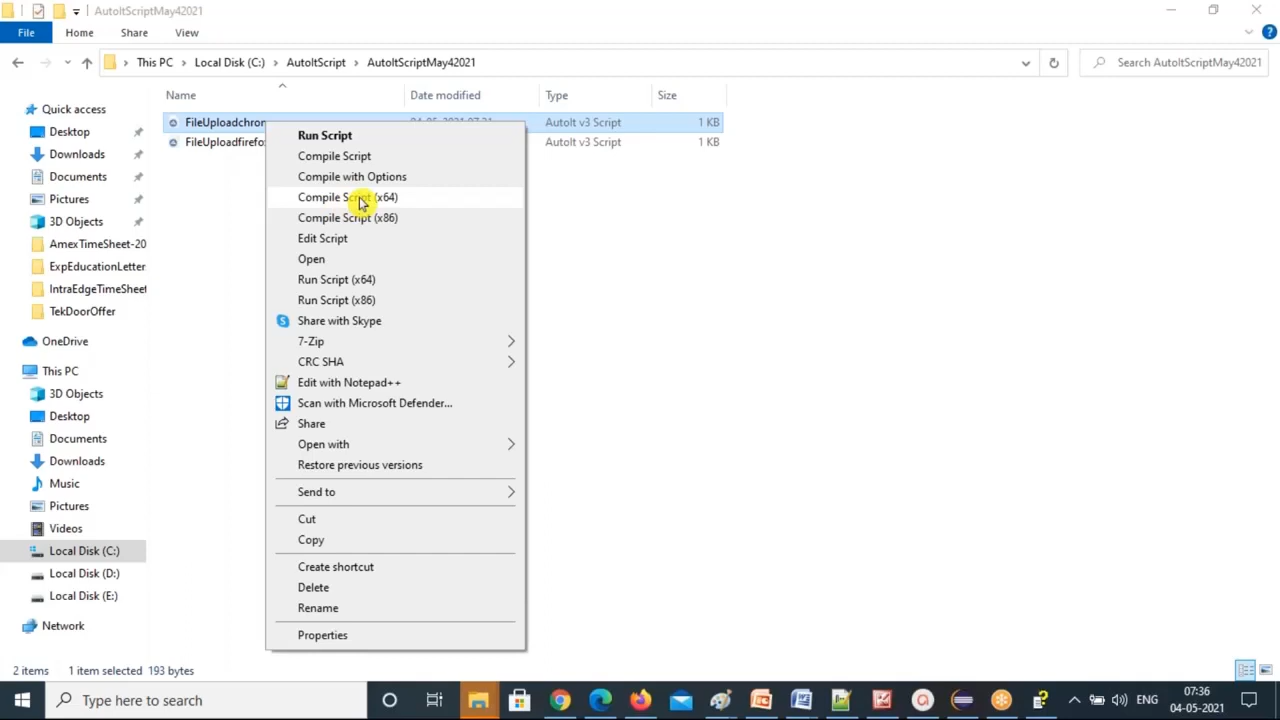 AutoItScriptMay42021
File Home Share View
This PC Local Disk (C:) AutoItScript AutoItScriptMay42021 Search AutoItScriptMay42021
Name Date modified Type Size
Quick access
Desktop
Downloads
Documents
Pictures
3D Objects
AmexTimeSheet-20
ExpEducationLetter
IntraEdgeTimeSheet
TekDoorOffer
OneDrive
This PC
3D Objects
Desktop
Documents
Downloads
Music
Pictures
Videos
Local Disk (C:)
Local Disk (D:)
Local Disk (E:)
Network
FileUploadchron AutoIt v3 Script 1 KB
FileUploadfirefox AutoIt v3 Script 1 KB
Run Script
Compile Script
Compile with Options
Compile Script (x64)
Compile Script (x86)
Edit Script
Open
Run Script (x64)
Run Script (x86)
Share with Skype
7-Zip
CRC SHA
Edit with Notepad++
Scan with Microsoft Defender...
Share
Open with
Restore previous versions
Send to
Cut
Copy
Create shortcut
Delete
Rename
Properties
2 items 1 item selected 193 bytes
Type here to search
ENG
07:36
04-05-2021